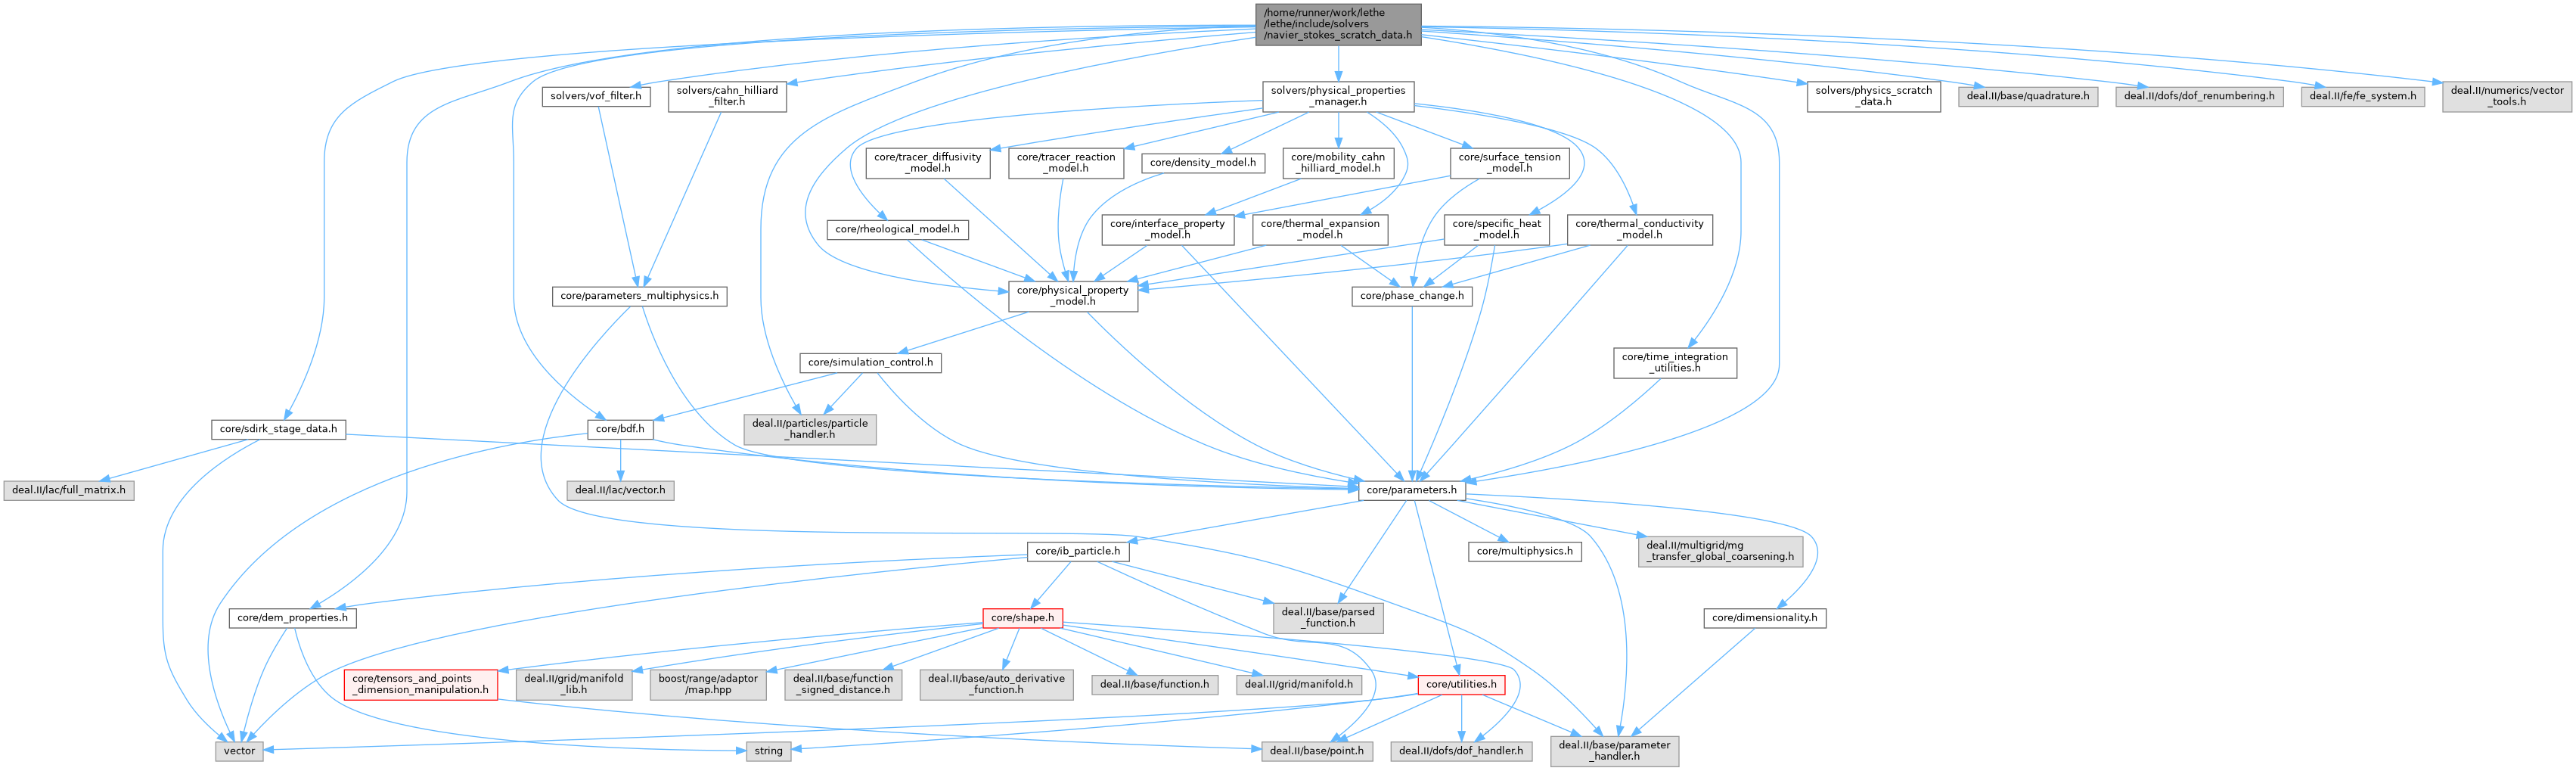 /home/runner/work/lethe
/lethe/include/solvers
/navier_stokes_scratch_data.h
solvers/vof_filter.h
solvers/cahn_hilliard
_filter.h
solvers/physical_properties
_manager.h
solvers/physics_scratch
_data.h
deal.II/base/quadrature.h
deal.II/dofs/dof_renumbering.h
deal.II/fe/fe_system.h
deal.II/numerics/vector
_tools.h
core/tracer_diffusivity
_model.h
core/tracer_reaction
_model.h
core/density_model.h
core/mobility_cahn
_hilliard_model.h
core/surface_tension
_model.h
core/rheological_model.h
core/interface_property
_model.h
core/thermal_expansion
_model.h
core/specific_heat
_model.h
core/thermal_conductivity
_model.h
core/parameters_multiphysics.h
core/physical_property
_model.h
core/phase_change.h
core/simulation_control.h
core/time_integration
_utilities.h
core/sdirk_stage_data.h
core/bdf.h
deal.II/particles/particle
_handler.h
deal.II/lac/full_matrix.h
deal.II/lac/vector.h
core/parameters.h
core/ib_particle.h
core/multiphysics.h
deal.II/multigrid/mg
_transfer_global_coarsening.h
core/dem_properties.h
core/shape.h
deal.II/base/parsed
_function.h
core/dimensionality.h
core/tensors_and_points
_dimension_manipulation.h
deal.II/grid/manifold
_lib.h
boost/range/adaptor
/map.hpp
deal.II/base/function
_signed_distance.h
deal.II/base/auto_derivative
_function.h
deal.II/base/function.h
deal.II/grid/manifold.h
core/utilities.h
vector
string
deal.II/base/point.h
deal.II/dofs/dof_handler.h
deal.II/base/parameter
_handler.h